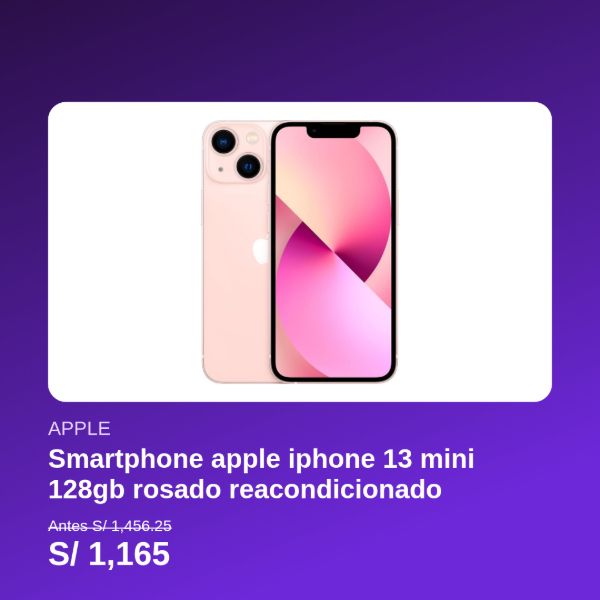 APPLE
Smartphone apple iphone 13 mini
128gb rosado reacondicionado
Antes S/ 1,456.25
S/ 1,165